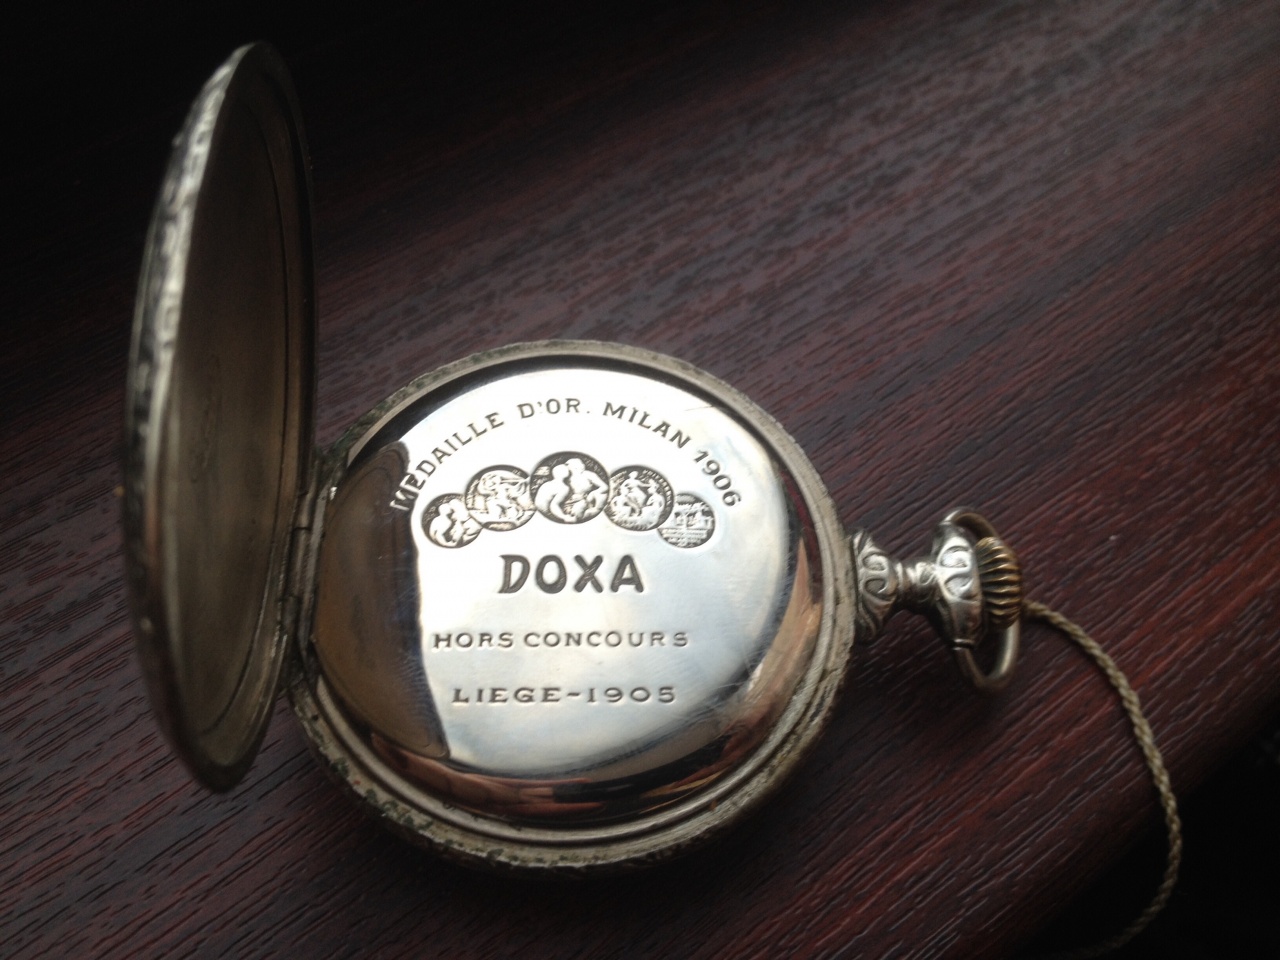 MEDAILLE D'OR. MILAN 1906
DOXA
HORS CONCOURS
LIEGE-1905